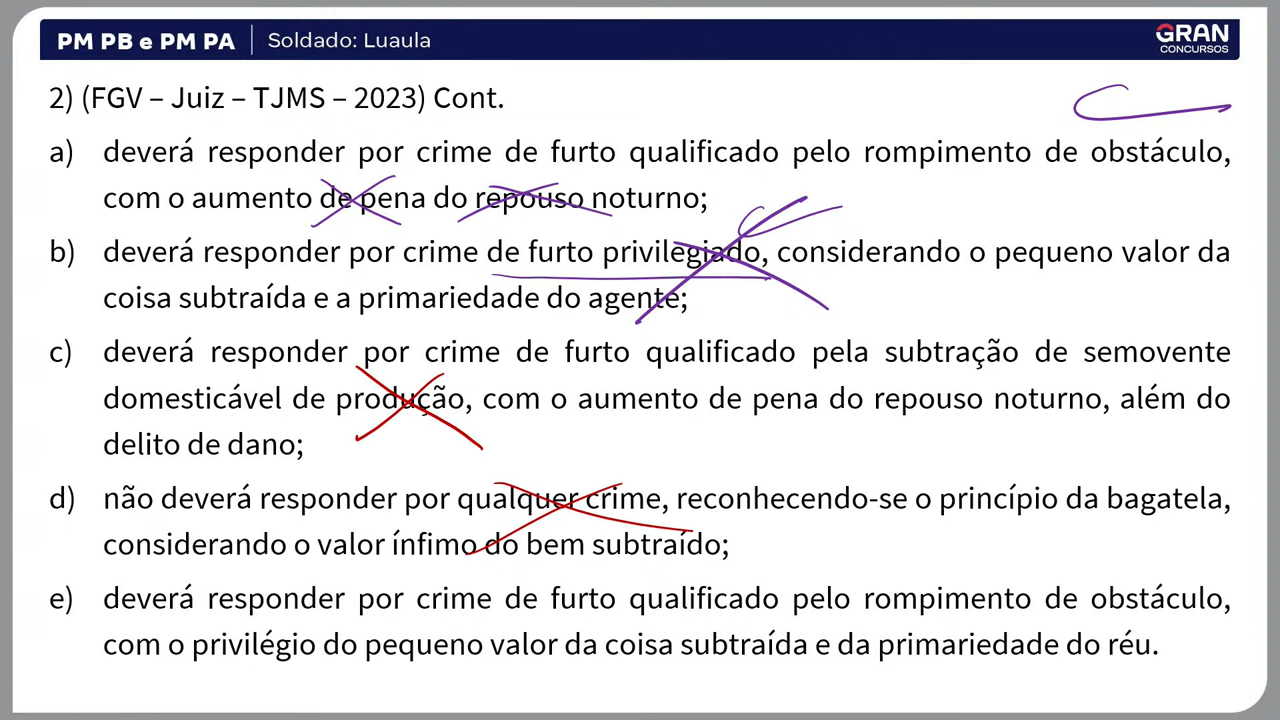 PM PB e PM PA | Soldado: Luaula
GRAN
CONCURSOS
2) (FGV – Juiz – TJMS – 2023) Cont.
a) deverá responder por crime de furto qualificado pelo rompimento de obstáculo,
com o aumento de pena do repouso noturno;
b) deverá responder por crime de furto privilegiado, considerando o pequeno valor da
coisa subtraída e a primariedade do agente;
c) deverá responder por crime de furto qualificado pela subtração de semovente
domesticável de produção, com o aumento de pena do repouso noturno, além do
delito de dano;
d) não deverá responder por qualquer crime, reconhecendo-se o princípio da bagatela,
considerando o valor ínfimo do bem subtraído;
e) deverá responder por crime de furto qualificado pelo rompimento de obstáculo,
com o privilégio do pequeno valor da coisa subtraída e da primariedade do réu.